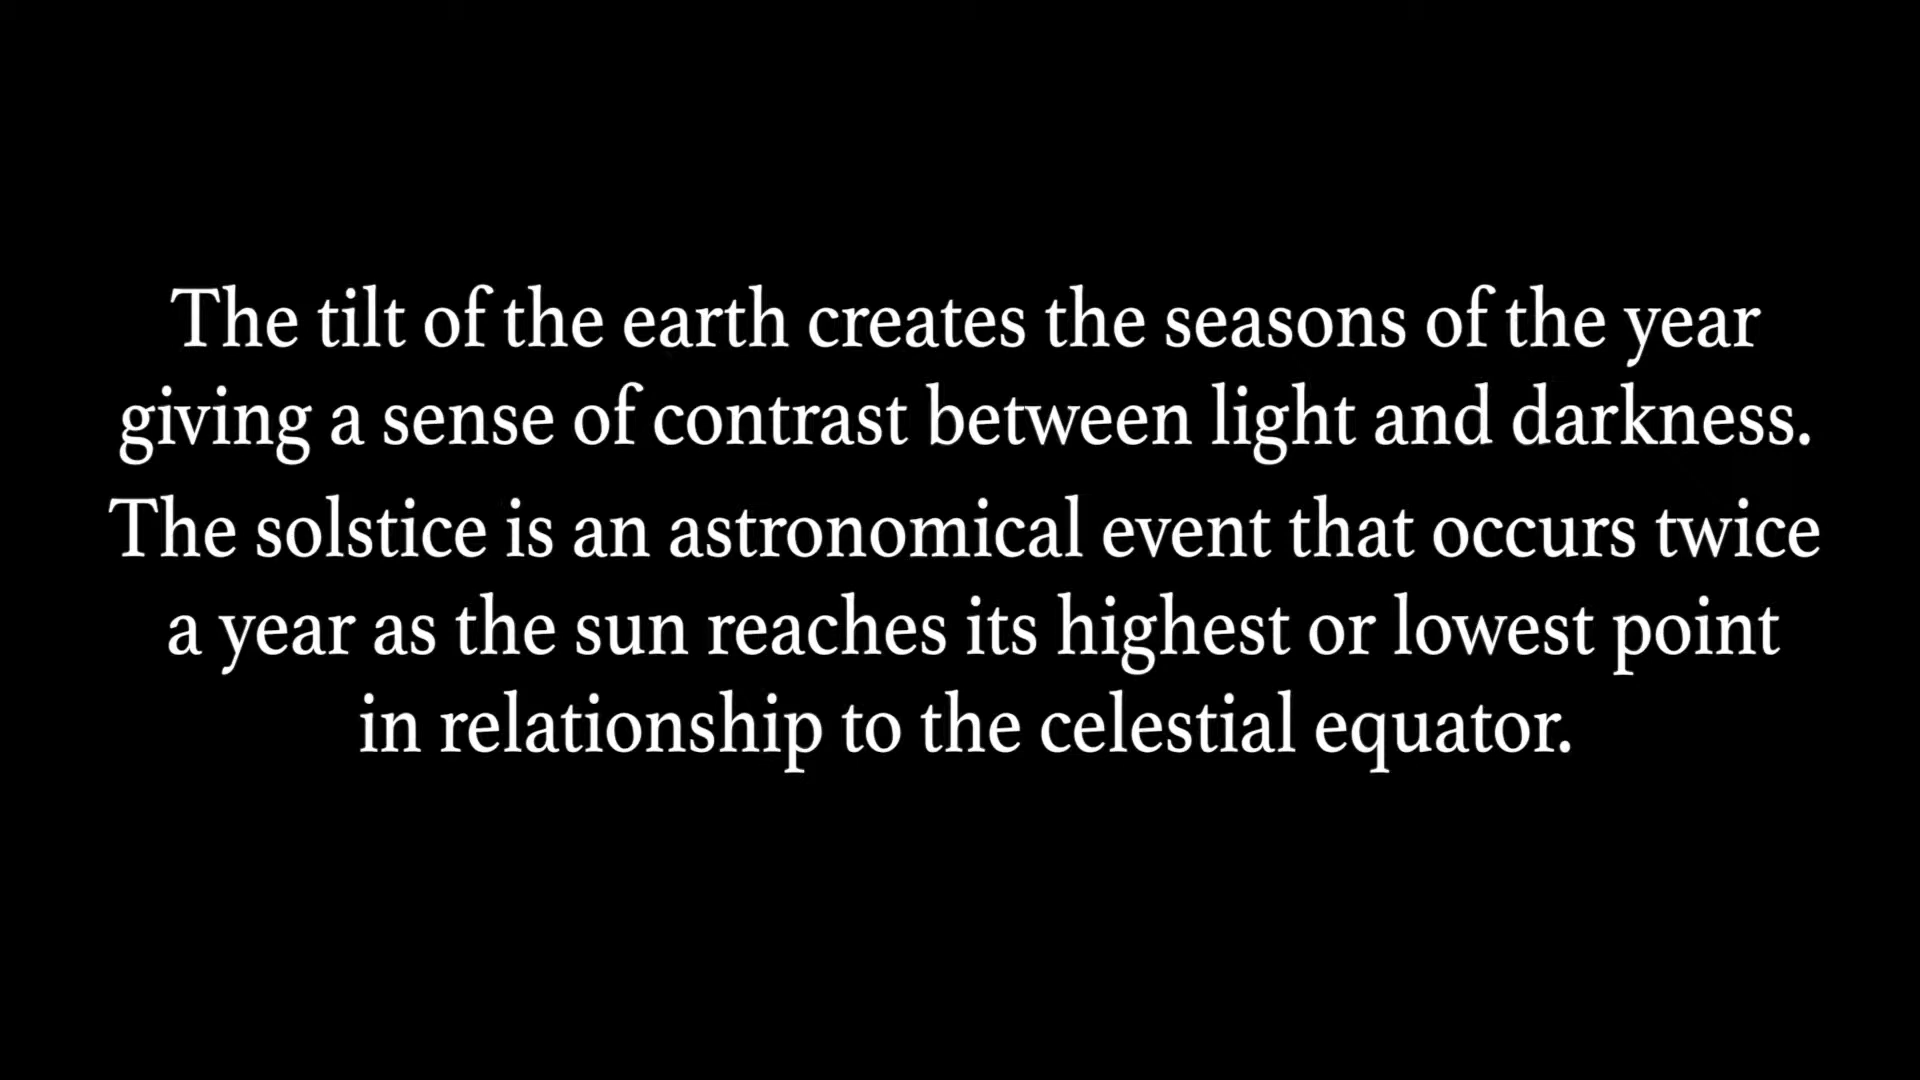 The tilt of the earth creates the seasons of the year
giving a sense of contrast between light and darkness.
The solstice is an astronomical event that occurs twice
a year as the sun reaches its highest or lowest point
in relationship to the celestial equator.